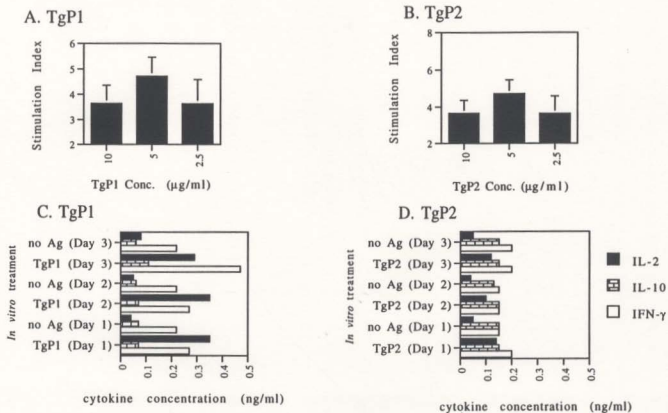 A. TgP1
B. TgP2
Stimulation Index
6
5
4
3
2
10
5
2.5
TgP1 Conc. (μg/ml)
Stimulation Index
8
6
4
2
10
5
2.5
TgP2 Conc. (μg/ml)
C. TgP1
In vitro treatment
no Ag (Day 3)
TgP1 (Day 3)
no Ag (Day 2)
TgP1 (Day 2)
no Ag (Day 1)
TgP1 (Day 1)
0
0.1
0.2
0.3
0.4
0.5
cytokine concentration (ng/ml)
D. TgP2
In vitro treatment
no Ag (Day 3)
TgP2 (Day 3)
no Ag (Day 2)
TgP2 (Day 2)
no Ag (Day 1)
TgP2 (Day 1)
0
0.1
0.2
0.3
0.4
0.5
cytokine concentration (ng/ml)
IL-2
IL-10
IFN-γ